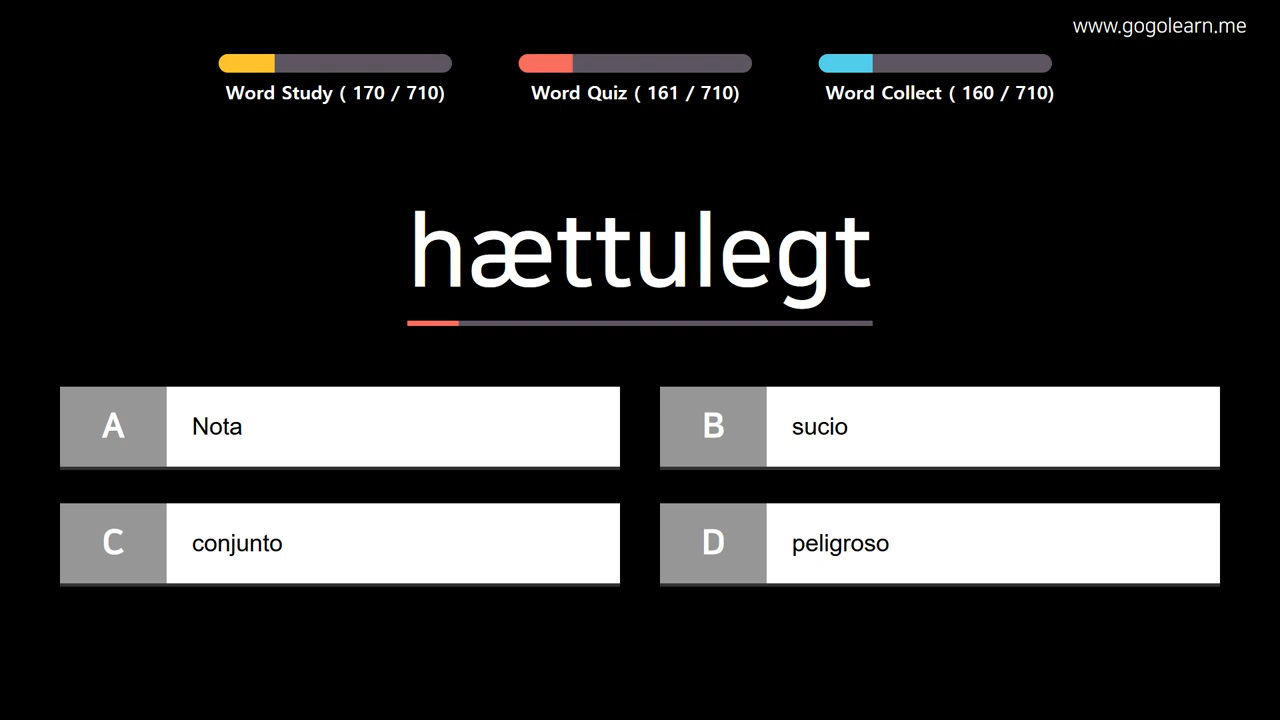 www.gogolearn.me
Word Study ( 170 / 710)
Word Quiz ( 161 / 710)
Word Collect ( 160 / 710)
hættulegt
A Nota
B sucio
C conjunto
D peligroso